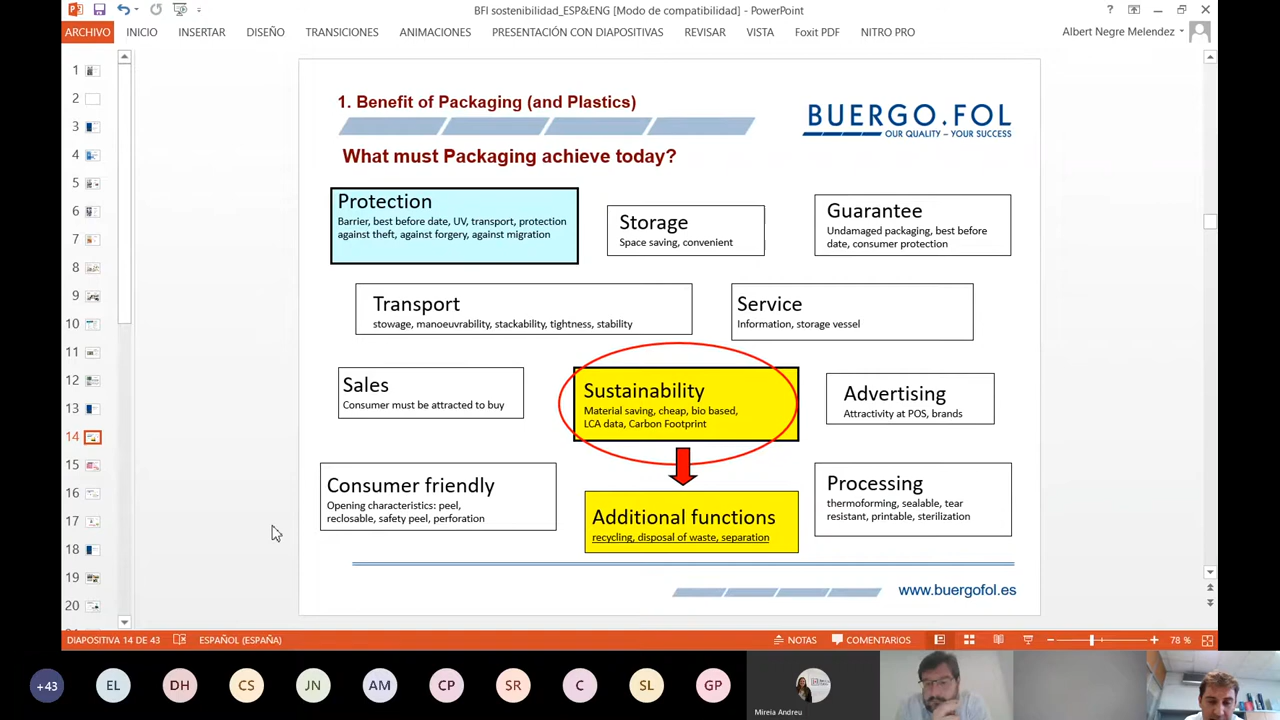 BFI sostenibilidad_ESP&ENG [Modo de compatibilidad] - PowerPoint
ARCHIVO INICIO INSERTAR DISEÑO TRANSICIONES ANIMACIONES PRESENTACIÓN CON DIAPOSITIVAS REVISAR VISTA Foxit PDF NITRO PRO Albert Negre Melendez
1
2
3
4
5
6
7
8
9
10
11
12
13
14
15
16
17
18
19
20
1. Benefit of Packaging (and Plastics)
BUERGO.FOL
OUR QUALITY – YOUR SUCCESS
What must Packaging achieve today?
Protection
Barrier, best before date, UV, transport, protection
against theft, against forgery, against migration
Storage
Space saving, convenient
Guarantee
Undamaged packaging, best before
date, consumer protection
Transport
stowage, manoeuvrability, stackability, tightness, stability
Service
Information, storage vessel
Sales
Consumer must be attracted to buy
Sustainability
Material saving, cheap, bio based,
LCA data, Carbon Footprint
Advertising
Attractivity at POS, brands
Consumer friendly
Opening characteristics: peel,
reclosable, safety peel, perforation
Additional functions
recycling, disposal of waste, separation
Processing
thermoforming, sealable, tear
resistant, printable, sterilization
www.buergofol.es
DIAPOSITIVA 14 DE 43 ESPAÑOL (ESPAÑA) NOTAS COMENTARIOS 78 %
+43 EL DH CS JN AM CP SR C SL GP
Mireia Andreu